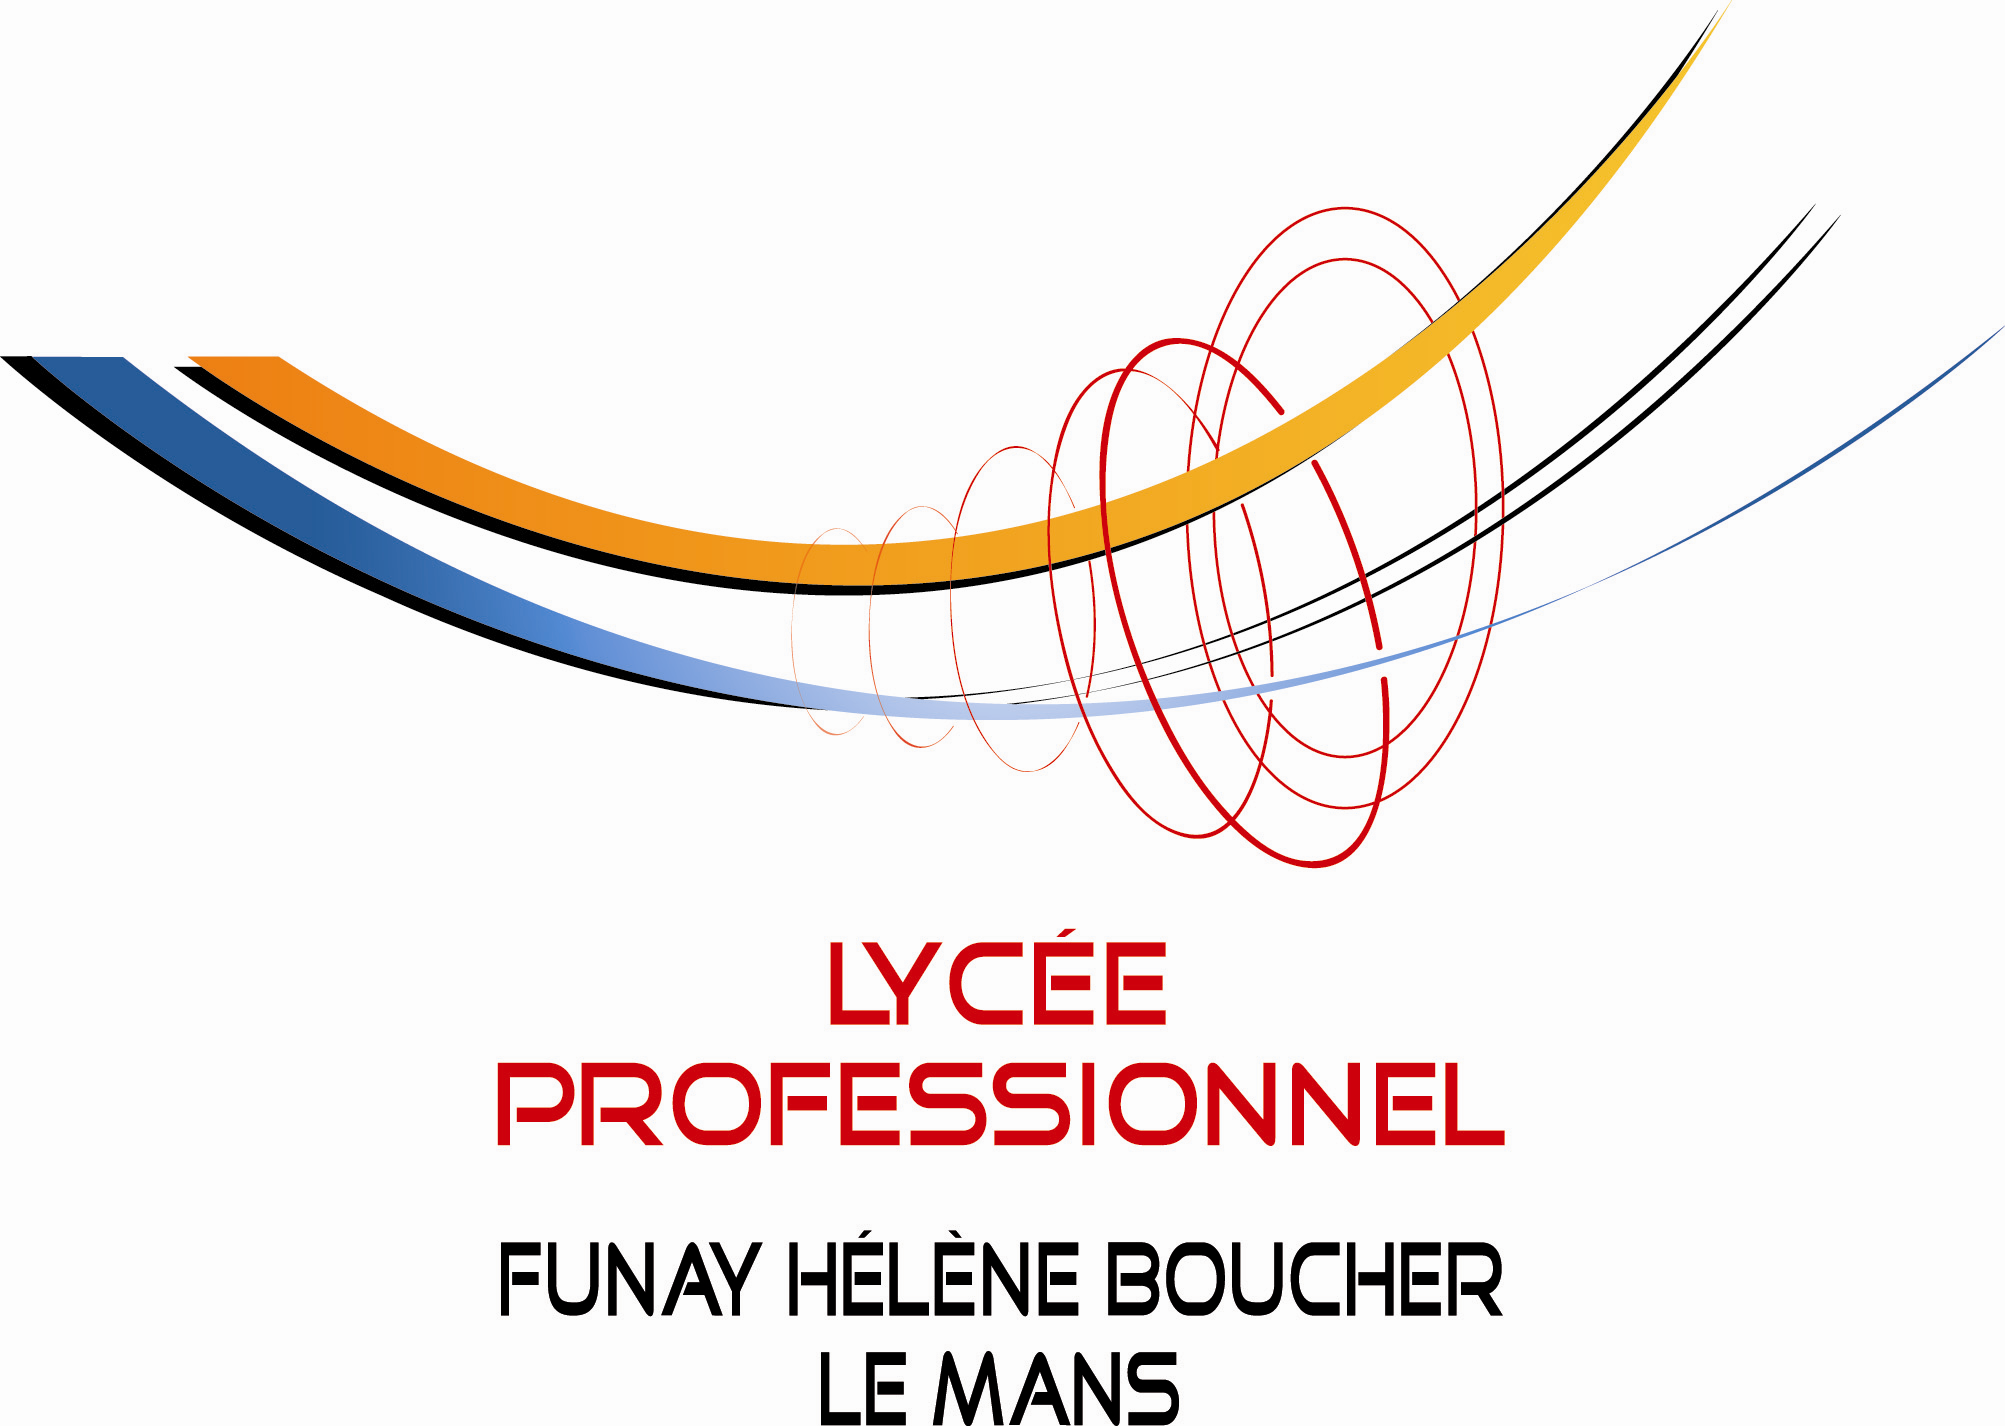 LYCÉE
PROFESSIONNEL
FUNAY HÉLÈNE BOUCHER
LE MANS